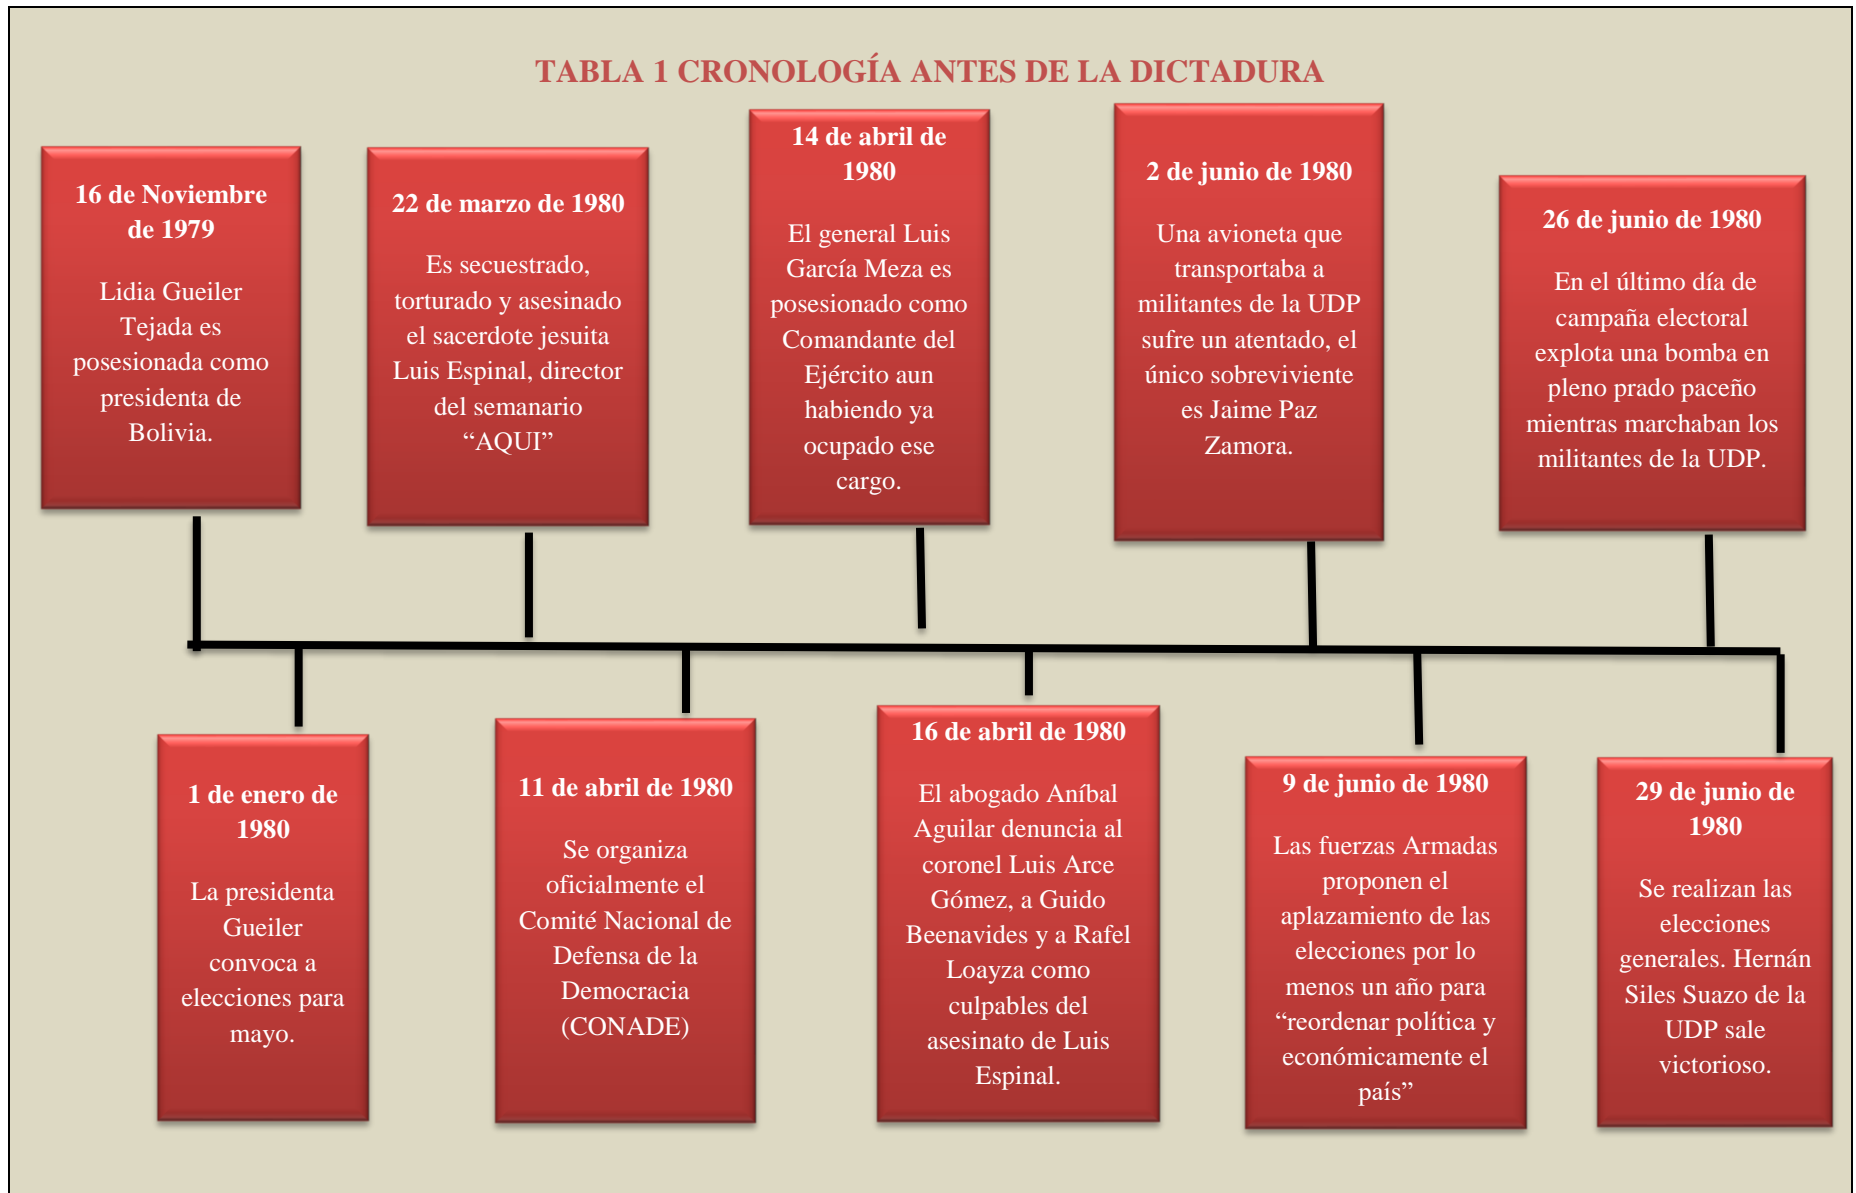 TABLA 1 CRONOLOGÍA ANTES DE LA DICTADURA
16 de Noviembre
de 1979
Lidia Gueiler
Tejada es
posesionada como
presidenta de
Bolivia.
22 de marzo de 1980
Es secuestrado,
torturado y asesinado
el sacerdote jesuita
Luis Espinal, director
del semanario
“AQUI”
14 de abril de
1980
El general Luis
García Meza es
posesionado como
Comandante del
Ejército aun
habiendo ya
ocupado ese
cargo.
2 de junio de 1980
Una avioneta que
transportaba a
militantes de la UDP
sufre un atentado, el
único sobreviviente
es Jaime Paz
Zamora.
26 de junio de 1980
En el último día de
campaña electoral
explota una bomba en
pleno prado paceño
mientras marchaban los
militantes de la UDP.
1 de enero de
1980
La presidenta
Gueiler
convoca a
elecciones para
mayo.
11 de abril de 1980
Se organiza
oficialmente el
Comité Nacional de
Defensa de la
Democracia
(CONADE)
16 de abril de 1980
El abogado Aníbal
Aguilar denuncia al
coronel Luis Arce
Gómez, a Guido
Beenavides y a Rafel
Loayza como
culpables del
asesinato de Luis
Espinal.
9 de junio de 1980
Las fuerzas Armadas
proponen el
aplazamiento de las
elecciones por lo
menos un año para
“reordenar política y
económicamente el
país”
29 de junio de
1980
Se realizan las
elecciones
generales. Hernán
Siles Suazo de la
UDP sale
victorioso.